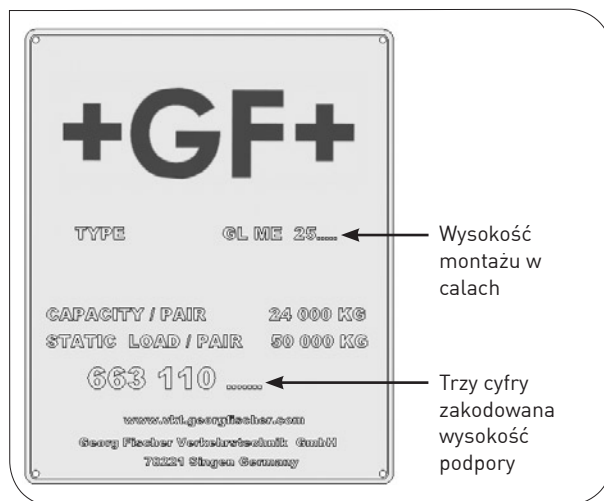 +GF+
TYPE GL ME 25.....
Wysokość
montażu w
calach
CAPACITY / PAIR 24 000 KG
STATIC LOAD / PAIR 50 000 KG
663 110 .......
Trzy cyfry
zakodowana
wysokość
podpory
www.vkt.georgfischer.com
Georg Fischer Verkehrstechnik GmbH
78221 Singen Germany